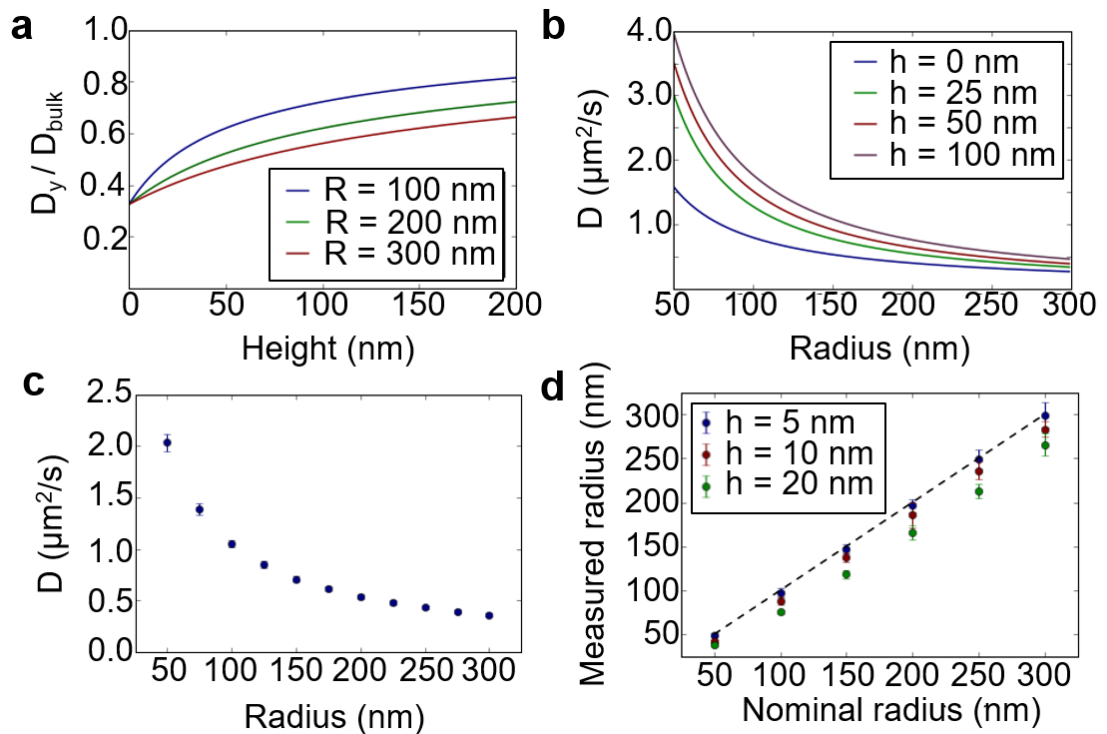 a
1.0
0.8
0.6
0.4
0.2
D_y / D_bulk
R = 100 nm
R = 200 nm
R = 300 nm
0 50 100 150 200
Height (nm)
b
4.0
3.0
2.0
1.0
D (μm²/s)
h = 0 nm
h = 25 nm
h = 50 nm
h = 100 nm
50 100 150 200 250 300
Radius (nm)
c
2.5
2.0
1.5
1.0
0.5
0.0
D (μm²/s)
50 100 150 200 250 300
Radius (nm)
d
300
250
200
150
100
50
Measured radius (nm)
h = 5 nm
h = 10 nm
h = 20 nm
50 100 150 200 250 300
Nominal radius (nm)